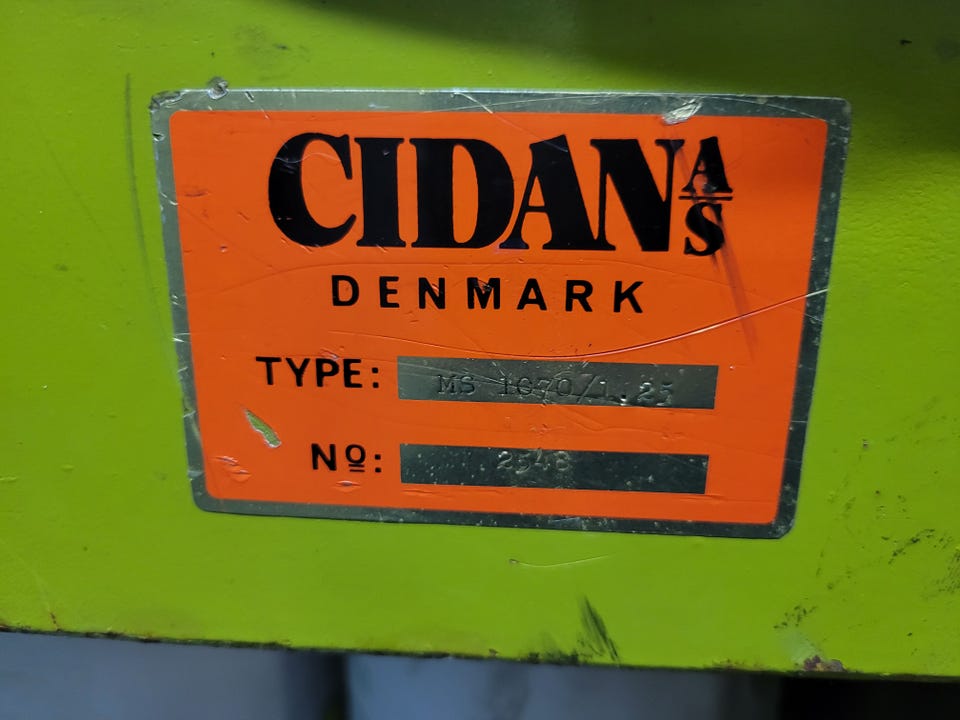 CIDAN A/S
DENMARK
TYPE: MS 1070/1.25
Nº: 2548